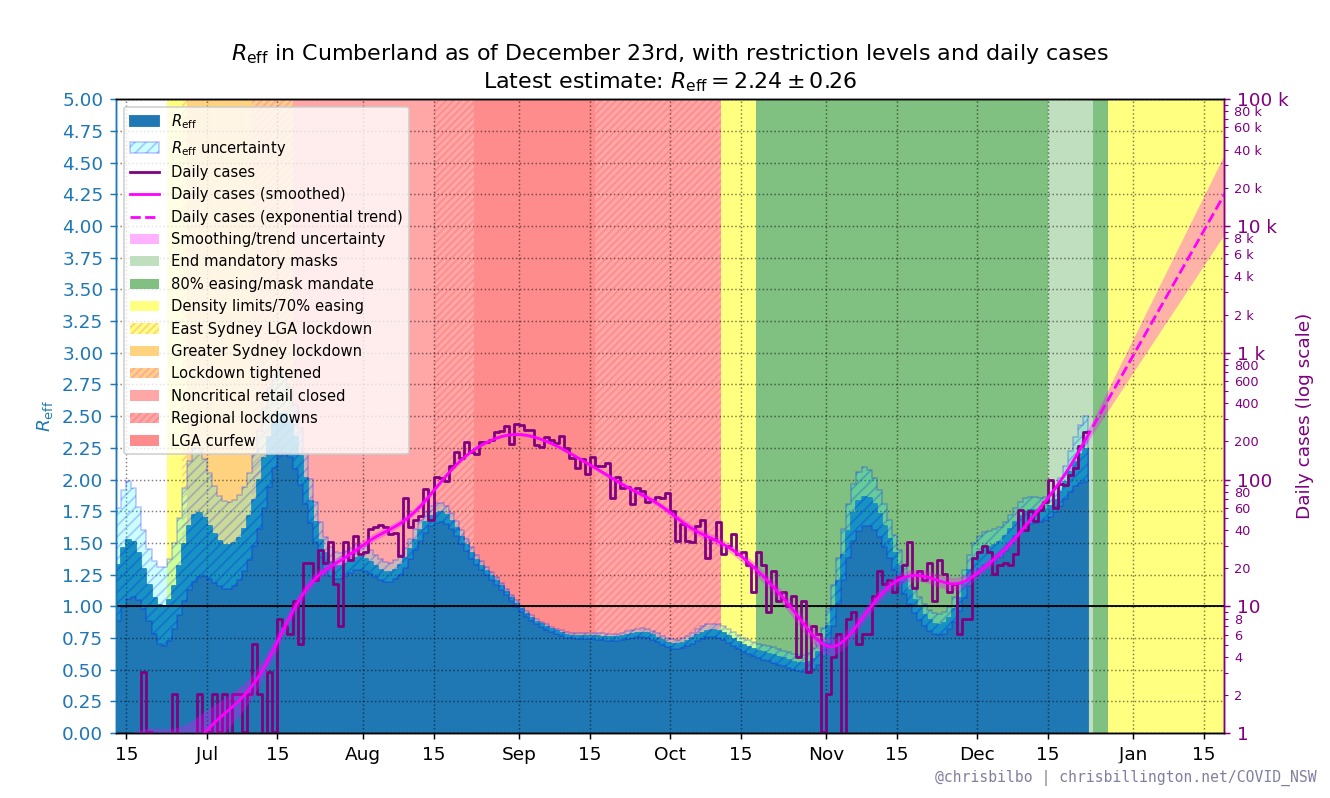 R_eff in Cumberland as of December 23rd, with restriction levels and daily cases
Latest estimate: R_eff = 2.24 ± 0.26
R_eff
5.00
4.75
4.50
4.25
4.00
3.75
3.50
3.25
3.00
2.75
2.50
2.25
2.00
1.75
1.50
1.25
1.00
0.75
0.50
0.25
0.00
R_eff
R_eff uncertainty
Daily cases
Daily cases (smoothed)
Daily cases (exponential trend)
Smoothing/trend uncertainty
End mandatory masks
80% easing/mask mandate
Density limits/70% easing
East Sydney LGA lockdown
Greater Sydney lockdown
Lockdown tightened
Noncritical retail closed
Regional lockdowns
LGA curfew
100 k
80 k
60 k
40 k
20 k
10 k
8 k
6 k
4 k
2 k
1 k
800
600
400
200
100
80
60
40
20
10
8
6
4
2
1
Daily cases (log scale)
15 Jul 15 Aug 15 Sep 15 Oct 15 Nov 15 Dec 15 Jan 15
@chrisbilbo | chrisbillington.net/COVID_NSW